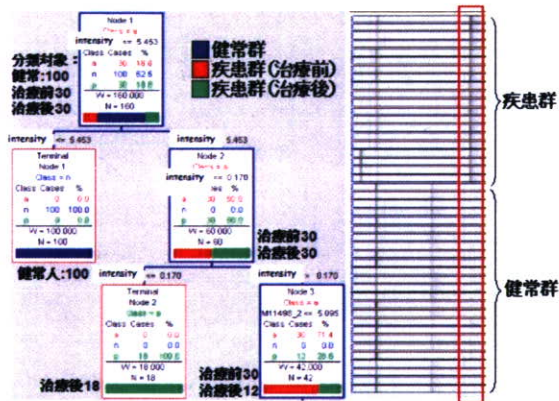 Node 1
Class = n
intensity <= 5.453
Class Cases %
n 100 62.5
W = 160.000
N = 160
分類対象:
健常:100
治療前30
治療後30
健常群
疾患群(治療前)
疾患群(治療後)
intensity <= 5.453
intensity > 5.453
Terminal
Node 1
Class = n
Class Cases %
a 0 0.0
n 100 100.0
p 0 0.0
W = 100.000
N = 100
健常人:100
Node 2
Class = a
intensity <= 0.170
a 30 50.0
n 0 0.0
p 30 50.0
W = 60.000
N = 60
治療前30
治療後30
intensity <= 0.170
intensity > 0.170
Terminal
Node 2
Class = p
Class Cases %
a 0 0.0
n 0 0.0
p 18 100.0
W = 18.000
N = 18
治療後18
Node 3
Class = a
Class Cases %
a 30 71.4
n 0 0.0
p 12 28.6
W = 42.000
N = 42
治療前30
治療後12
疾患群
健常群